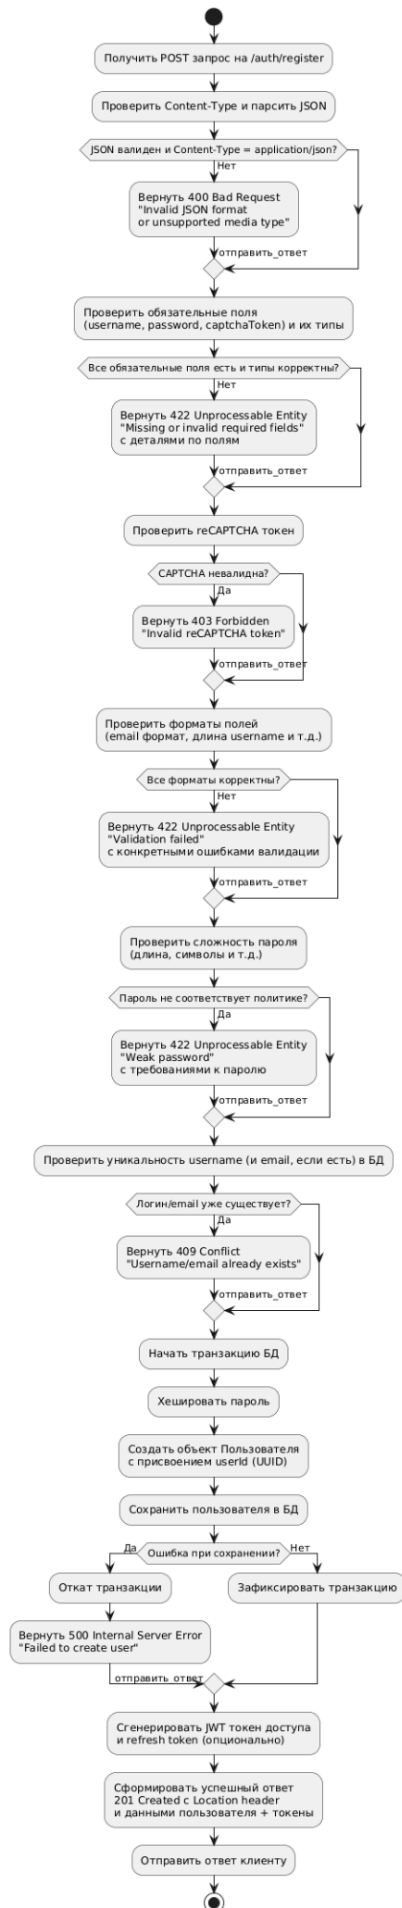 Получить POST запрос на /auth/register
Проверить Content-Type и парсить JSON
JSON валиден и Content-Type = application/json?
Нет
Вернуть 400 Bad Request
"Invalid JSON format
or unsupported media type"
отправить_ответ
Проверить обязательные поля
(username, password, captchaToken) и их типы
Все обязательные поля есть и типы корректны?
Нет
Вернуть 422 Unprocessable Entity
"Missing or invalid required fields"
с деталями по полям
отправить_ответ
Проверить reCAPTCHA токен
CAPTCHA невалидна?
Да
Вернуть 403 Forbidden
"Invalid reCAPTCHA token"
отправить_ответ
Проверить форматы полей
(email формат, длина username и т.д.)
Все форматы корректны?
Нет
Вернуть 422 Unprocessable Entity
"Validation failed"
с конкретными ошибками валидации
отправить_ответ
Проверить сложность пароля
(длина, символы и т.д.)
Пароль не соответствует политике?
Да
Вернуть 422 Unprocessable Entity
"Weak password"
с требованиями к паролю
отправить_ответ
Проверить уникальность username (и email, если есть) в БД
Логин/email уже существует?
Да
Вернуть 409 Conflict
"Username/email already exists"
отправить_ответ
Начать транзакцию БД
Хешировать пароль
Создать объект Пользователя
с присвоением userId (UUID)
Сохранить пользователя в БД
Да
Ошибка при сохранении?
Нет
Откат транзакции
Зафиксировать транзакцию
Вернуть 500 Internal Server Error
"Failed to create user"
отправить_ответ
Сгенерировать JWT токен доступа
и refresh token (опционально)
Сформировать успешный ответ
201 Created с Location header
и данными пользователя + токены
Отправить ответ клиенту